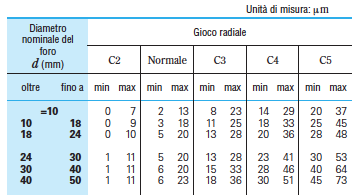 Unità di misura: µm
Diametro nominale del foro d (mm) Gioco radiale
C2 Normale C3 C4 C5
oltre fino a min max min max min max min max min max
=10 0 7 2 13 8 23 14 29 20 37
10 18 0 9 3 18 11 25 18 33 25 45
18 24 0 10 5 20 13 28 20 36 28 48
24 30 1 11 5 20 13 28 23 41 30 53
30 40 1 11 6 20 15 33 28 46 40 64
40 50 1 11 6 23 18 36 30 51 45 73